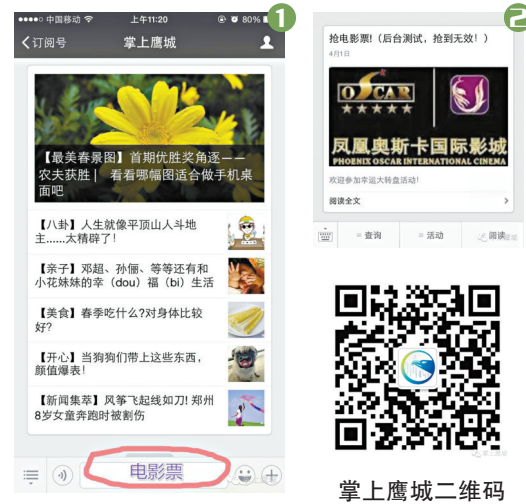 中国移动
上午11:20
80%
1
订阅号
掌上鹰城
【最美春景图】首期优胜奖角逐——
农夫获胜| 看看哪幅图适合做手机桌
面吧
【八卦】人生就像平顶山人斗地
主......太精辟了!
【亲子】邓超、孙俪、等等还有和
小花妹妹的幸（dou）福（bi）生活
【美食】春季吃什么?对身体比较
好?
【开心】当狗狗们带上这些东西,
颜值爆表!
【新闻集萃】风筝飞起线如刀! 郑州
8岁女童奔跑时被割伤
电影票
2
抢电影票!（后台测试，抢到无效! ）
4月1日
OSCAR
凤凰奥斯卡国际影城
PHOENIX OSCAR INTERNATIONAL CINEMA
欢迎参加幸运大转盘活动!
阅读全文
查询
活动
阅读
掌上鹰城二维码